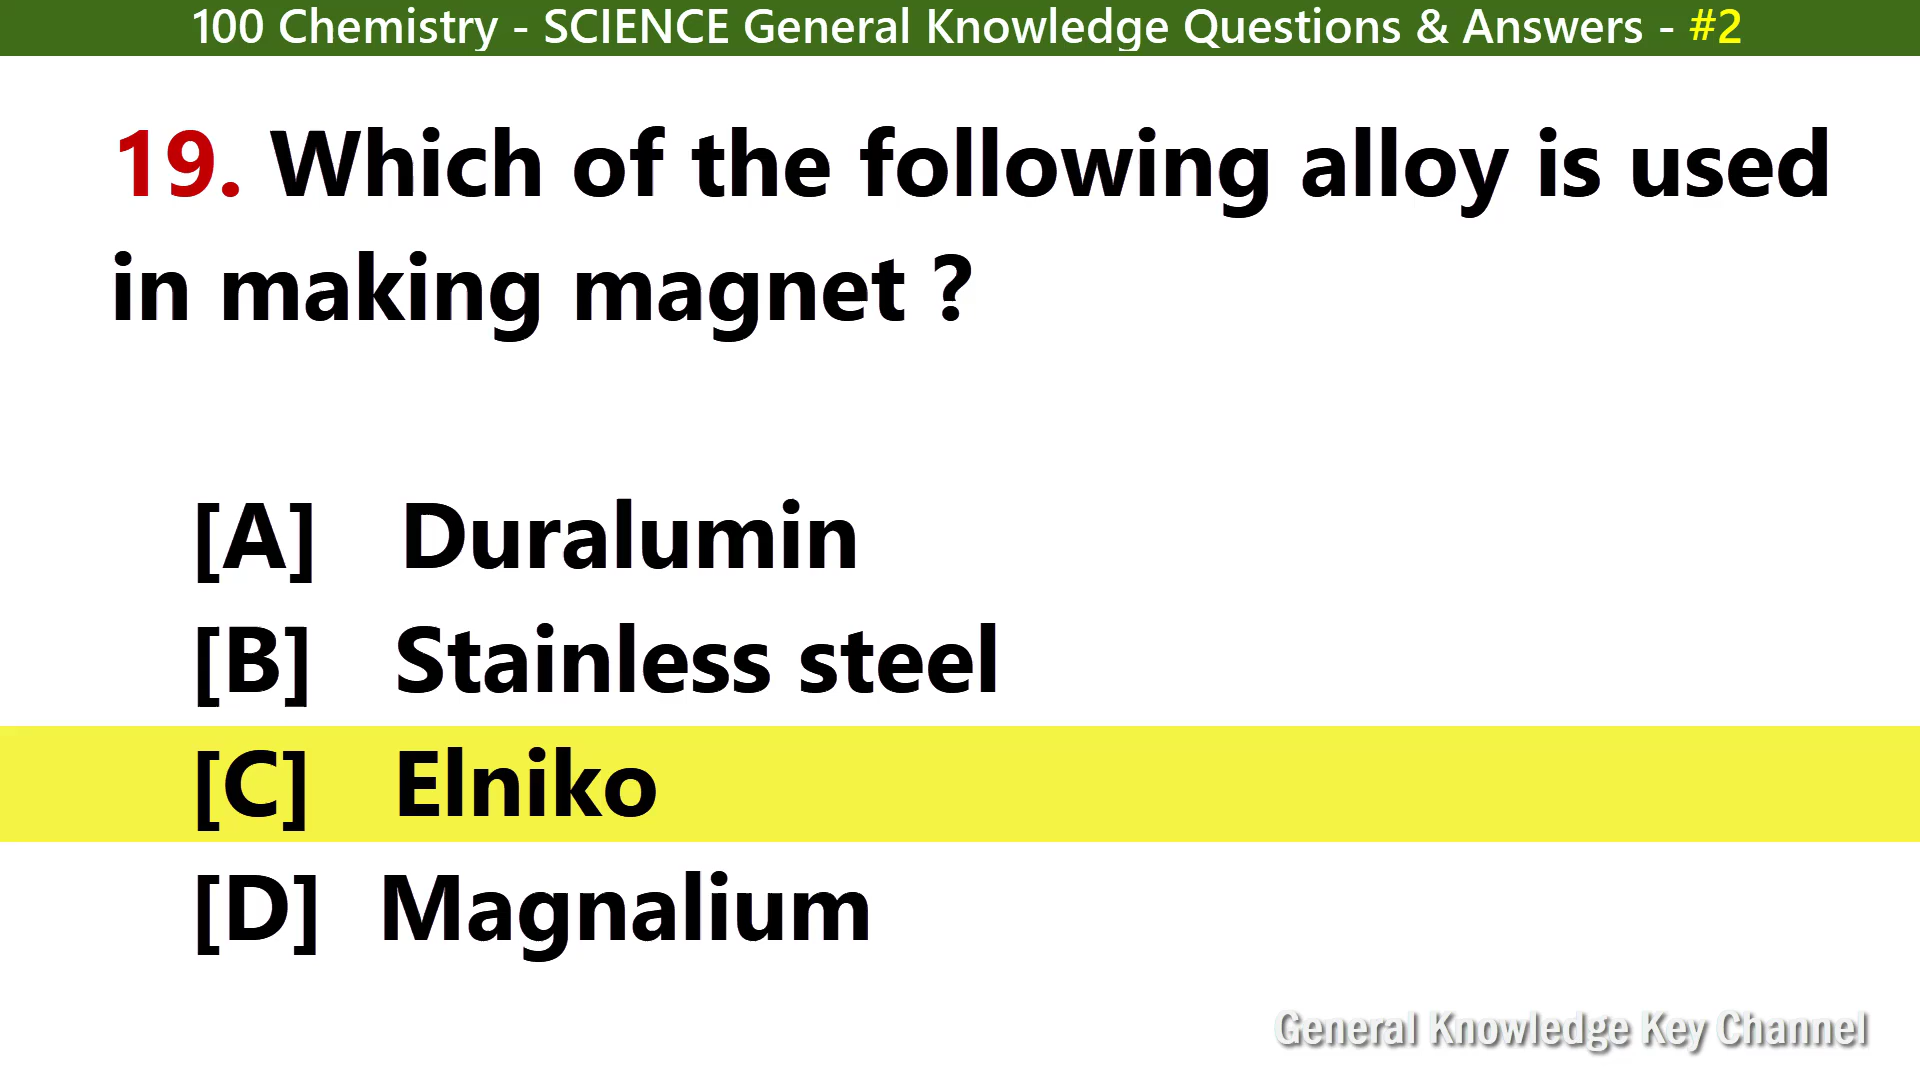 100 Chemistry - SCIENCE General Knowledge Questions & Answers - #2
19. Which of the following alloy is used
in making magnet ?
[A] Duralumin
[B] Stainless steel
[C] Elniko
[D] Magnalium
General Knowledge Key Channel